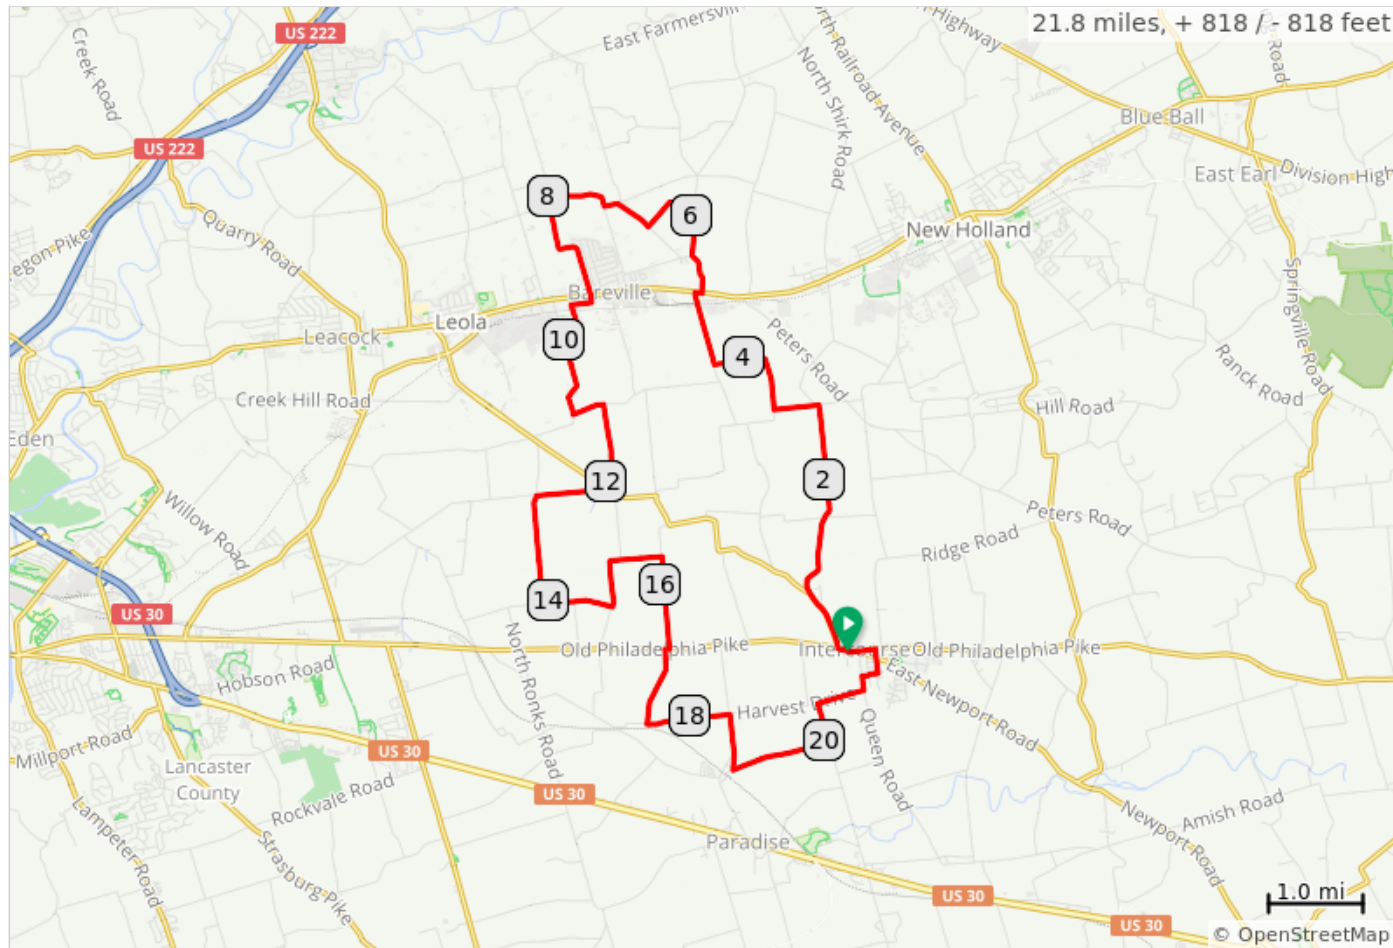 21.8 miles, + 818 / - 818 feet
US 222
Creek Road
East Farmersvil
rth Railroad Avenue
North Shirk Road
Highway
Road
Blue Ball
US 222
East Earl
Division High
Quarry Road
egon Pike
8
6
New Holland
Springville Road
Bareville
Leola
Leacock
10
4
Peters Road
Ranck Road
Creek Hill Road
Hill Road
Eden
12
2
Willow Road
Peters Road
Ridge Road
16
14
US 30
Old Philadelphia Pike
Intercourse
Old Philadelphia Pike
North Ronks Road
Hobson Road
East Newport Road
Harvest Drive
18
20
Queen Road
Millport Road
US 30
Lancaster
County
Rockvale Road
US 30
Lampeter Road
Strasburg Pike
Paradise
Amish Road
Newport Road
1.0 mi
US 30
US 30
© OpenStreetMap